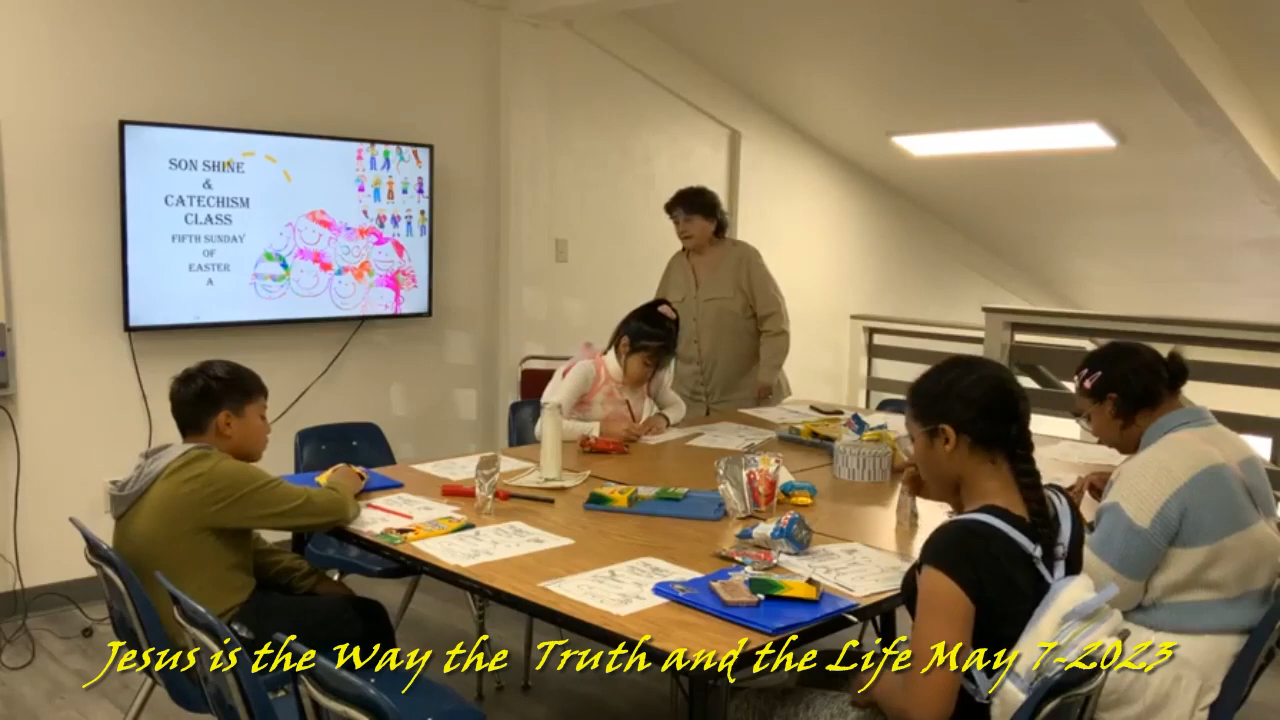 SON SHINE
&
CATECHISM
CLASS
FIFTH SUNDAY
OF
EASTER
A
Jesus is the Way the Truth and the Life May 7-2023